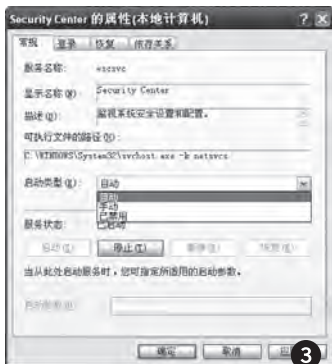 Security Center 的属性(本地计算机)
常规 登录 恢复 依存关系
服务名称: wscsvc
显示名称(N): Security Center
描述(D): 监视系统安全设置和配置。
可执行文件的路径(H):
C:\WINDOWS\System32\svchost.exe -k netsvcs
启动类型(E): 自动
自动
手动
已禁用
服务状态: 已启动
启动(S) 停止(T) 暂停(P) 恢复(R)
当从此处启动服务时,您可指定所适用的启动参数。
启动参数(M):
确定 取消
3